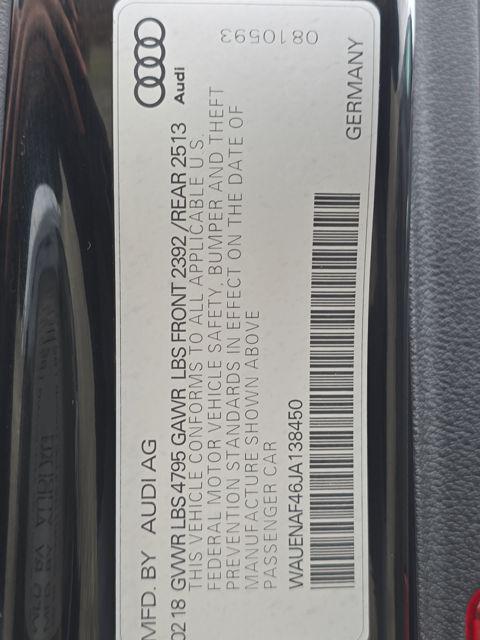 MFD. BY AUDI AG
Audi
02 18 GVWR LBS 4795 GAWR LBS FRONT 2392 /REAR 2513
THIS VEHICLE CONFORMS TO ALL APPLICABLE U.S.
FEDERAL MOTOR VEHICLE SAFETY, BUMPER AND THEFT
PREVENTION STANDARDS IN EFFECT ON THE DATE OF
MANUFACTURE SHOWN ABOVE
PASSENGER CAR
WAUENAF46JA138450
GERMANY
0810593